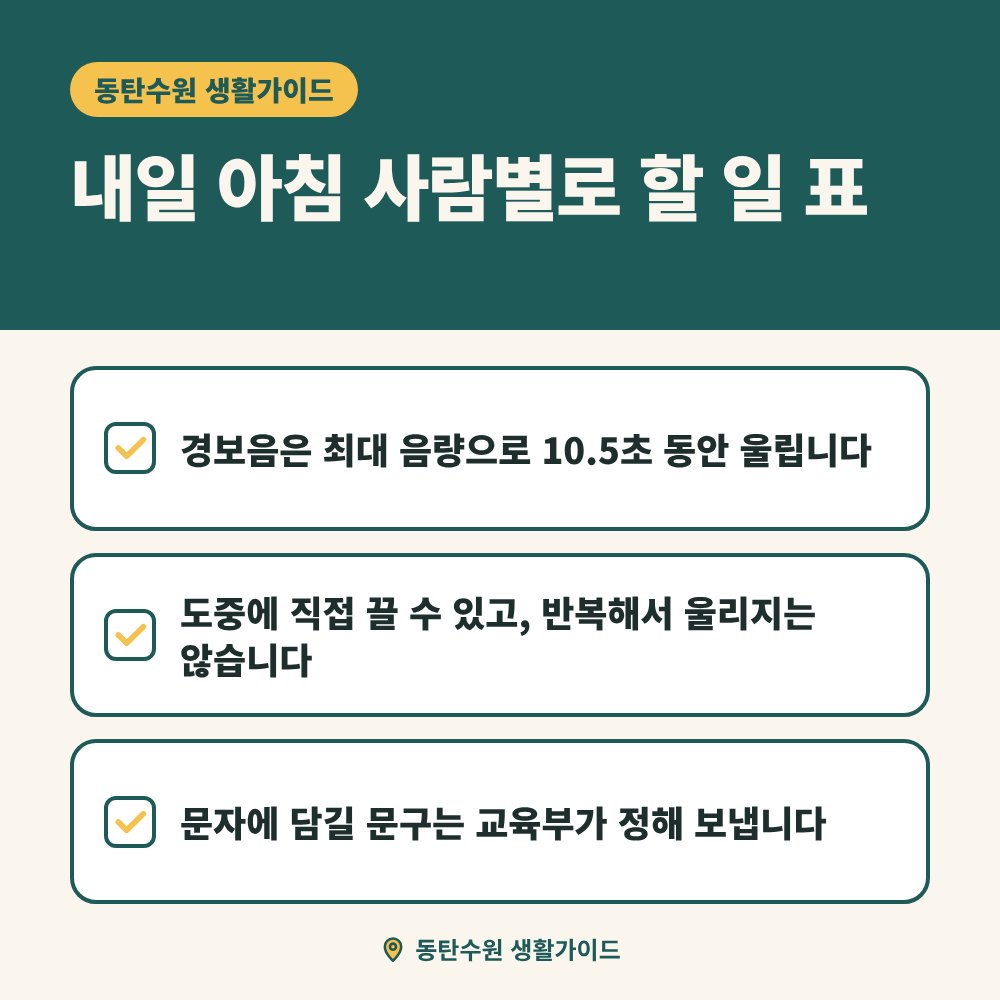 동탄수원 생활가이드
내일 아침 사람별로 할 일 표
경보음은 최대 음량으로 10.5초 동안 울립니다
도중에 직접 끌 수 있고, 반복해서 울리지는
않습니다
문자에 담길 문구는 교육부가 정해 보냅니다
동탄수원 생활가이드